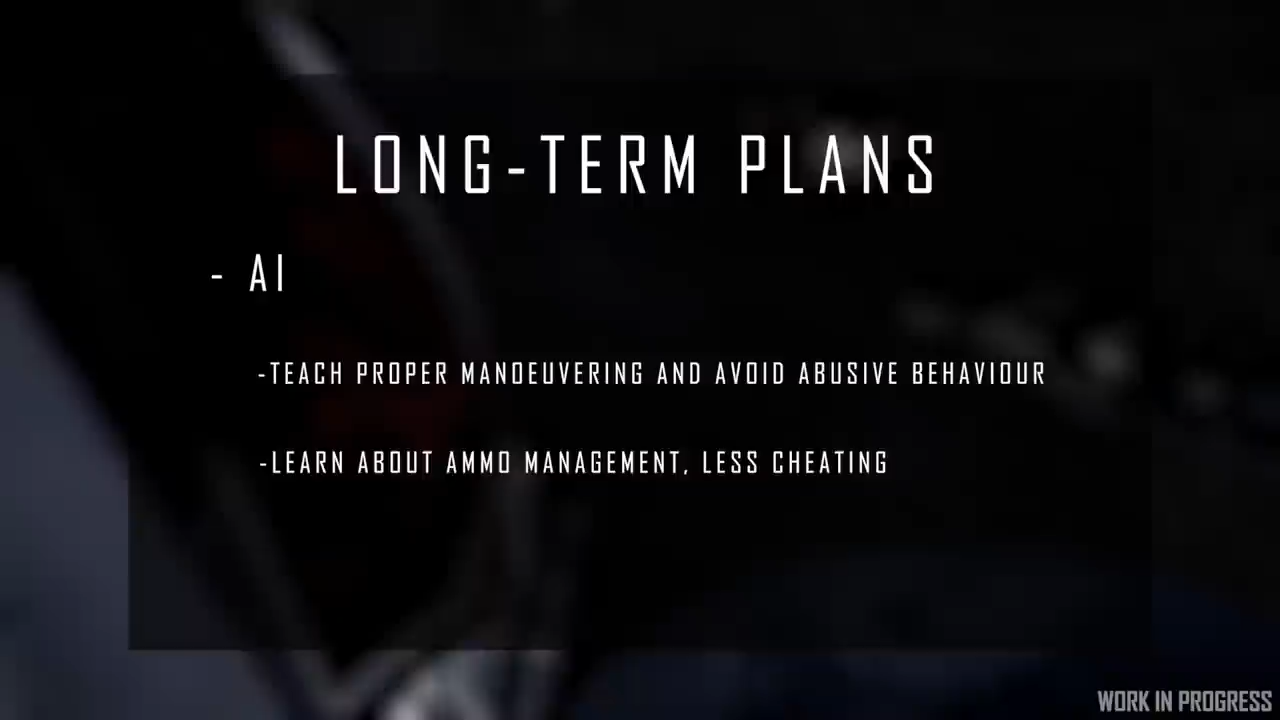 LONG-TERM PLANS
- AI
-TEACH PROPER MANOEUVERING AND AVOID ABUSIVE BEHAVIOUR
-LEARN ABOUT AMMO MANAGEMENT, LESS CHEATING
WORK IN PROGRESS